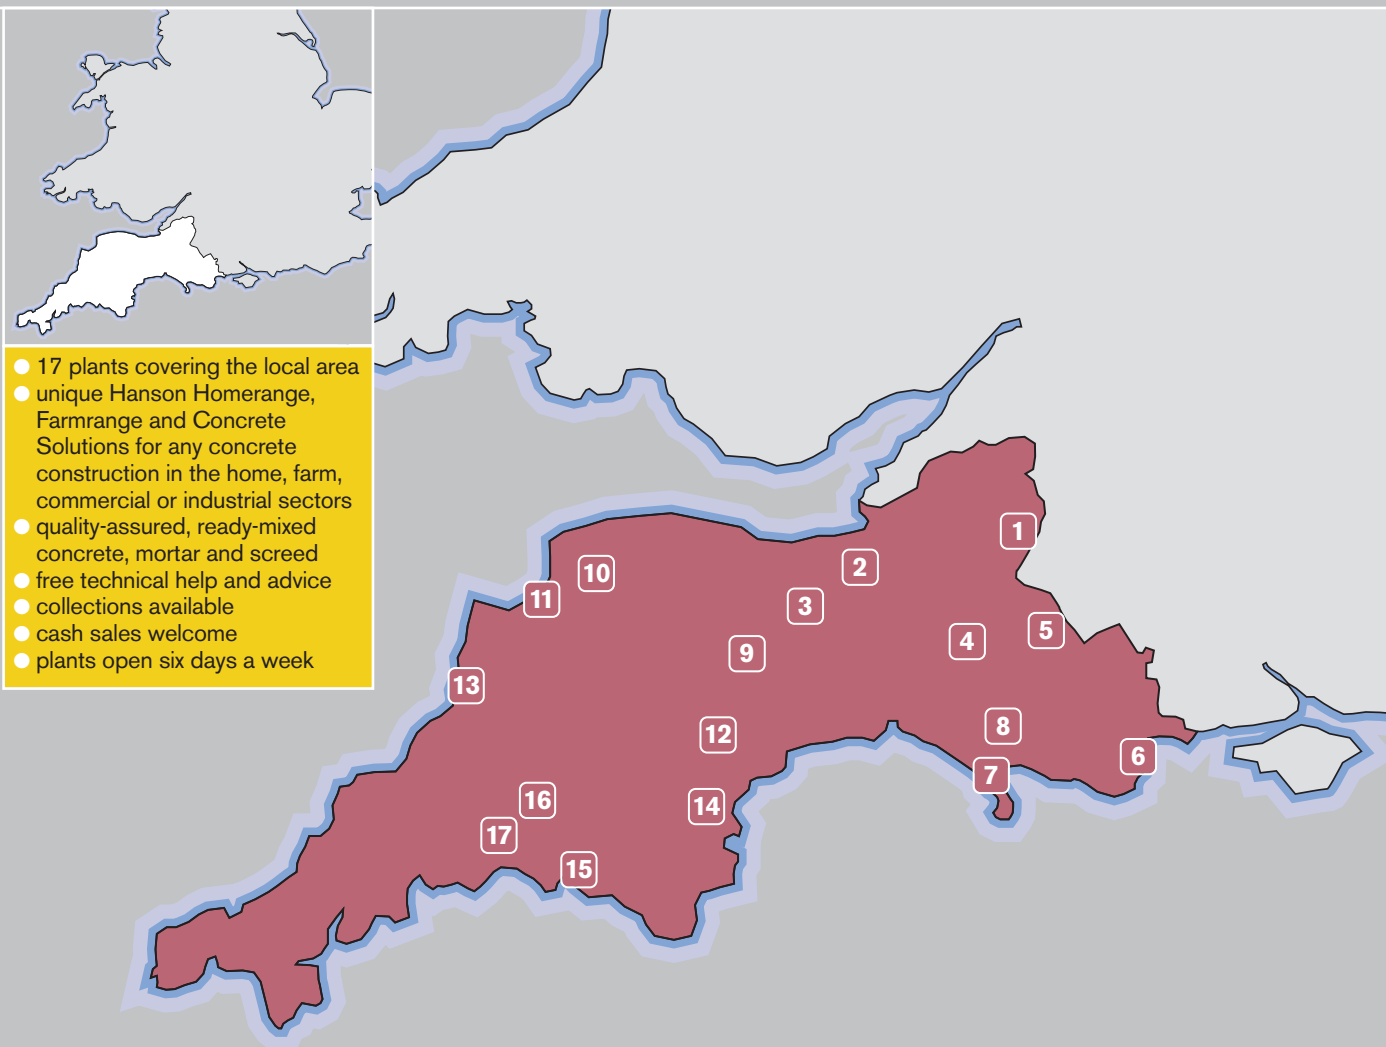 17 plants covering the local area
unique Hanson Homerange,
Farmrange and Concrete
Solutions for any concrete
construction in the home, farm,
commercial or industrial sectors
quality-assured, ready-mixed
concrete, mortar and screed
free technical help and advice
collections available
cash sales welcome
plants open six days a week
1
2
10
11
3
5
4
9
13
8
12
6
7
16
14
17
15